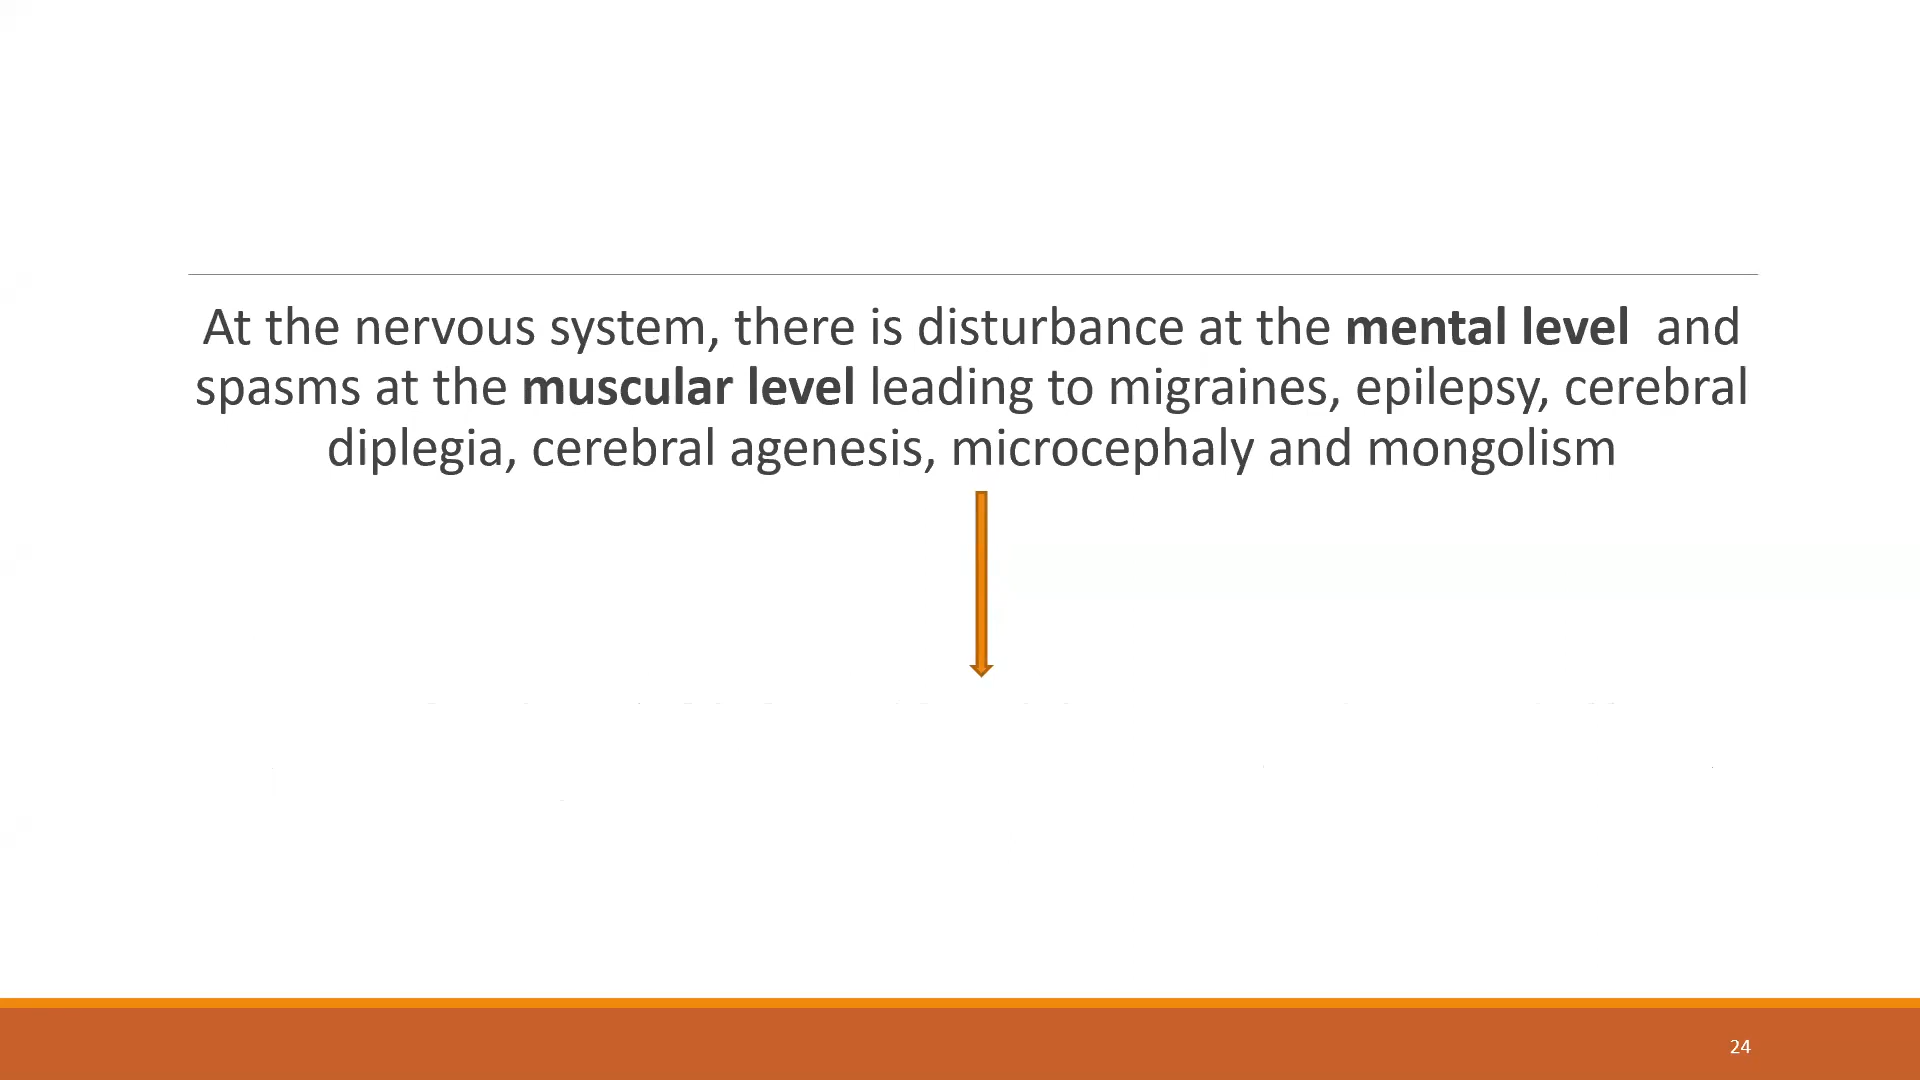 At the nervous system, there is disturbance at the mental level and
spasms at the muscular level leading to migraines, epilepsy, cerebral
diplegia, cerebral agenesis, microcephaly and mongolism
24